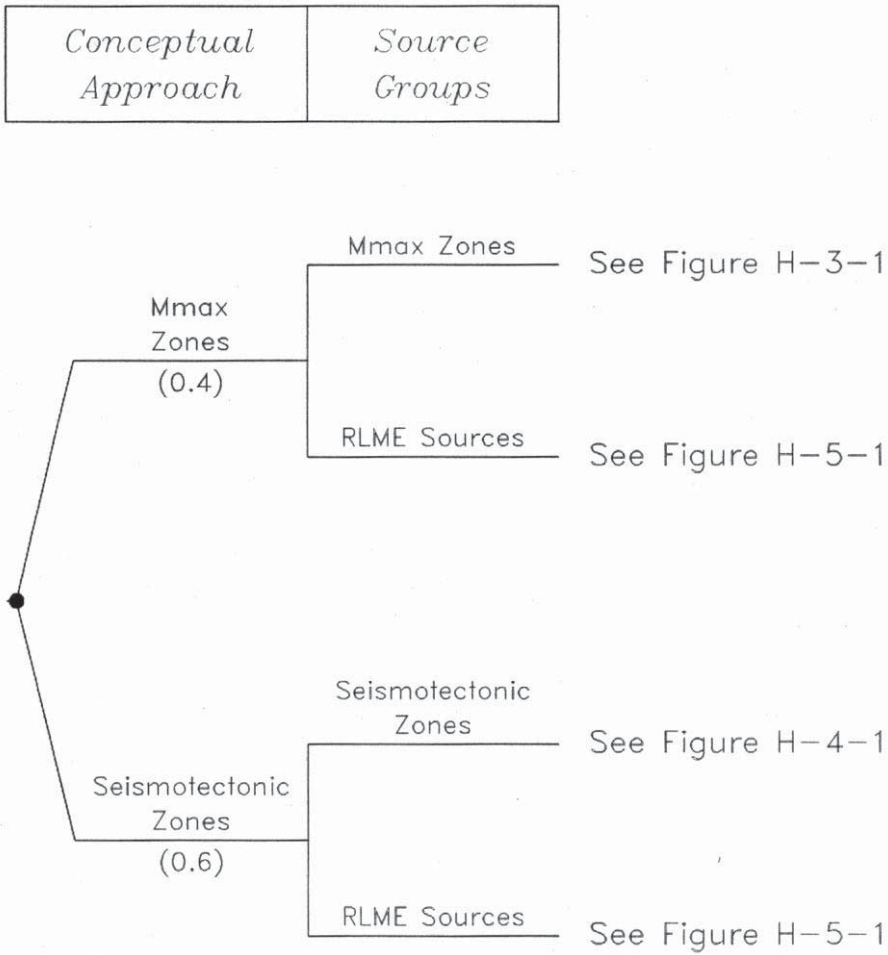 Conceptual Approach
Source Groups
Mmax Zones
See Figure H-3-1
Mmax
Zones
(0.4)
RLME Sources
See Figure H-5-1
Seismotectonic
Zones
See Figure H-4-1
Seismotectonic
Zones
(0.6)
RLME Sources
See Figure H-5-1